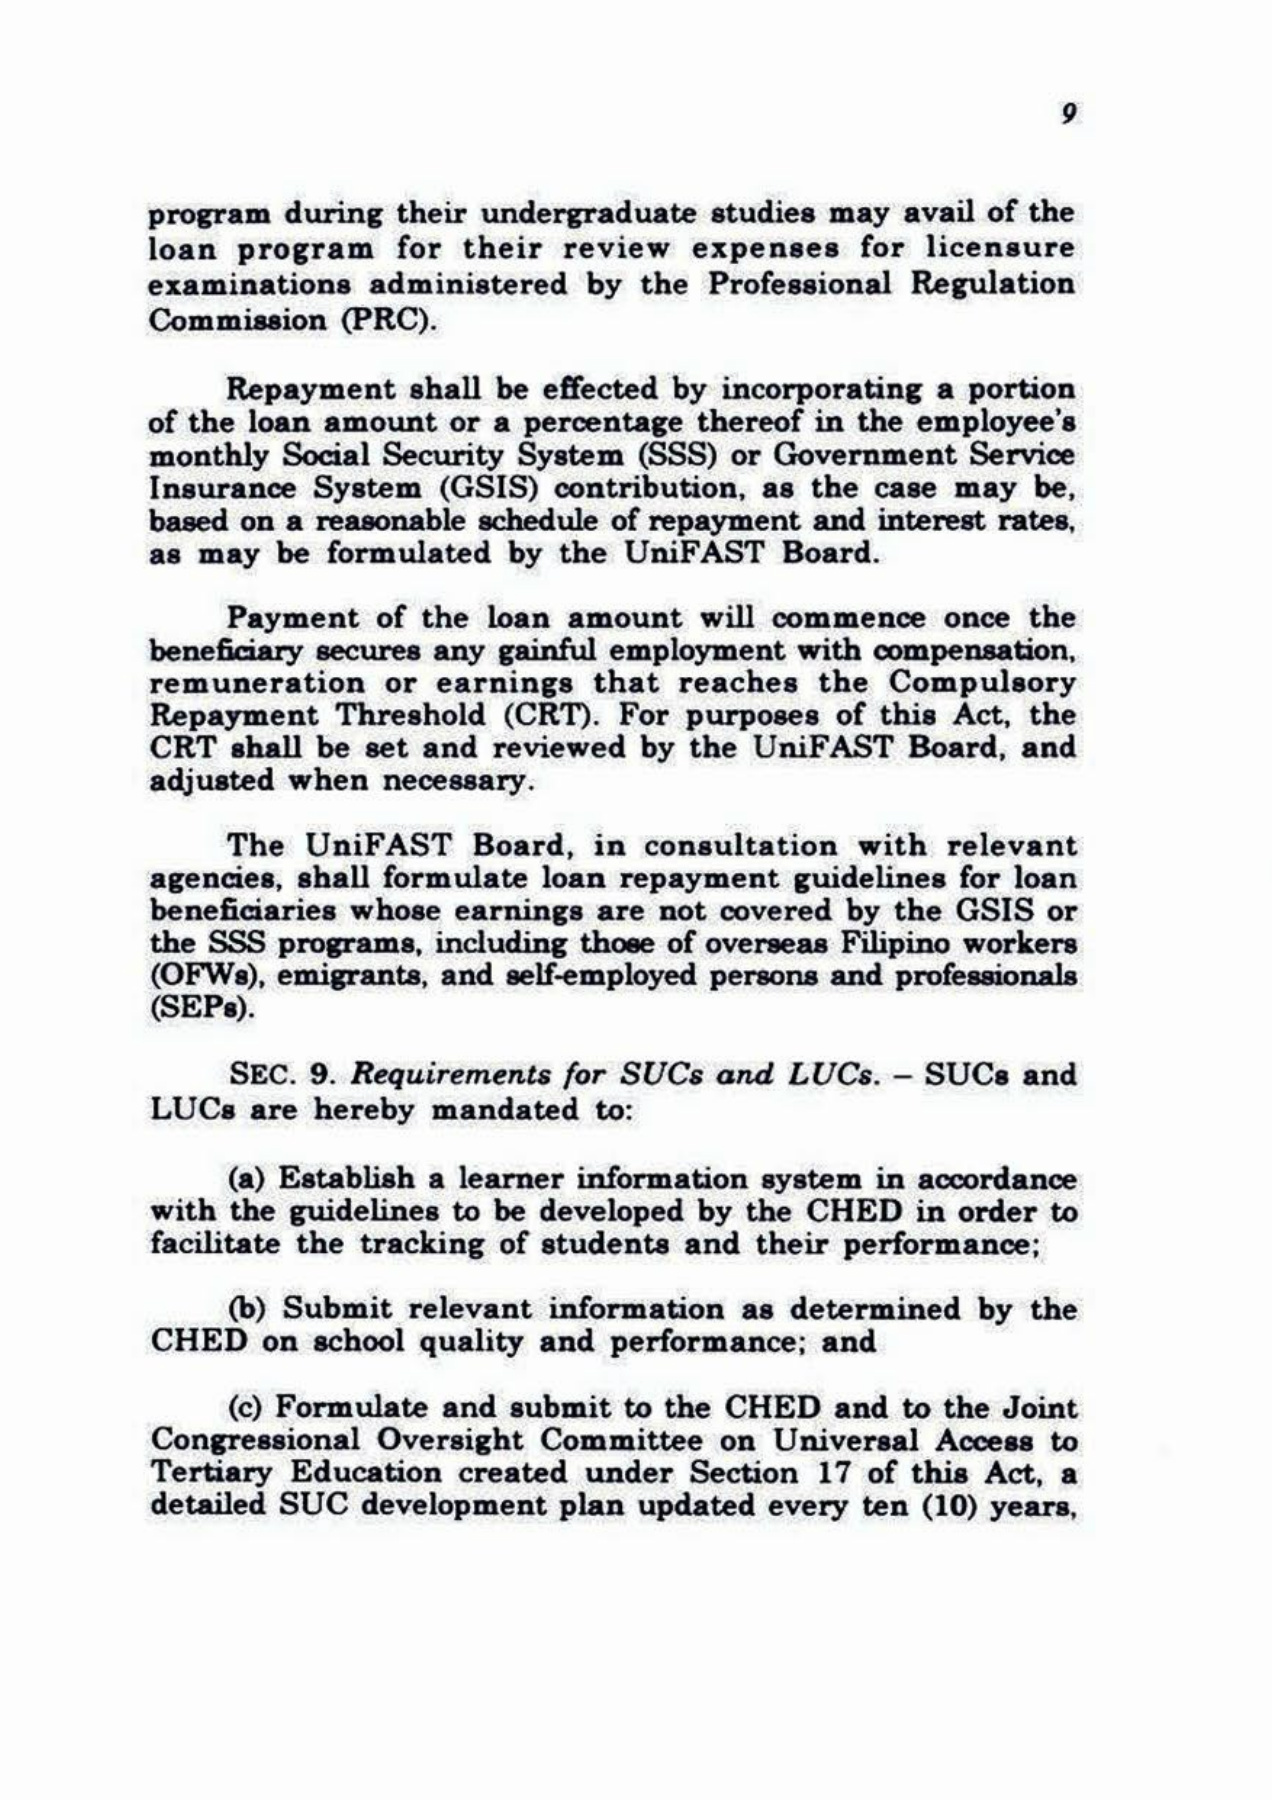 9
program during their undergraduate studies may avail of the
loan program for their review expenses for licensure
examinations administered by the Professional Regulation
Commission (PRC).
Repayment shall be effected by incorporating a portion
of the loan amount or a percentage thereof in the employee's
monthly Social Security System (SSS) or Government Service
Insurance System (GSIS) contribution, as the case may be,
based on a reasonable schedule of repayment and interest rates,
as may be formulated by the UniFAST Board.
Payment of the loan amount will commence once the
beneficiary secures any gainful employment with compensation,
remuneration or earnings that reaches the Compulsory
Repayment Threshold (CRT). For purposes of this Act, the
CRT shall be set and reviewed by the UniFAST Board, and
adjusted when necessary.
The UniFAST Board, in consultation with relevant
agencies, shall formulate loan repayment guidelines for loan
beneficiaries whose earnings are not covered by the GSIS or
the SSS programs, including those of overseas Filipino workers
(OFWs), emigrants, and self-employed persons and professionals
(SEPs).
SEC. 9. Requirements for SUCs and LUCs. – SUCs and
LUCs are hereby mandated to:
(a) Establish a learner information system in accordance
with the guidelines to be developed by the CHED in order to
facilitate the tracking of students and their performance;
(b) Submit relevant information as determined by the
CHED on school quality and performance; and
(c) Formulate and submit to the CHED and to the Joint
Congressional Oversight Committee on Universal Access to
Tertiary Education created under Section 17 of this Act, a
detailed SUC development plan updated every ten (10) years,